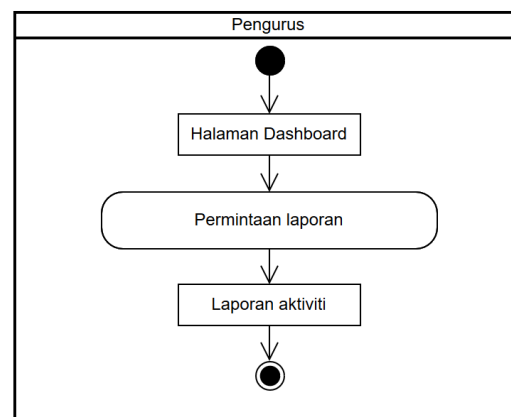 Pengurus
Halaman Dashboard
Permintaan laporan
Laporan aktiviti